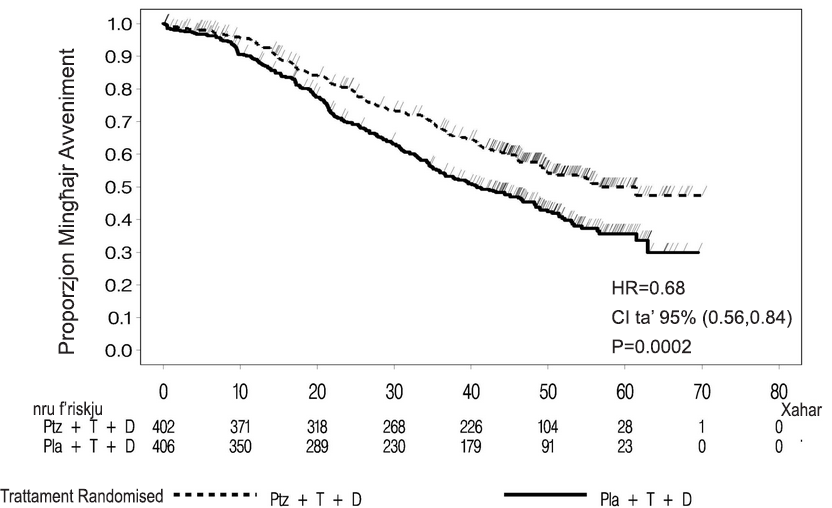 Proporzjon Mingħajr Avveniment
1.0
0.9
0.8
0.7
0.6
0.5
0.4
0.3
0.2
0.1
0.0
HR=0.68
CI ta’ 95% (0.56,0.84)
P=0.0002
0 10 20 30 40 50 60 70 80
Xahar
nru f’riskju
Ptz + T + D 402 371 318 268 226 104 28 1 0
Pla + T + D 406 350 289 230 179 91 23 0 0
Trattament Randomised Ptz + T + D Pla + T + D